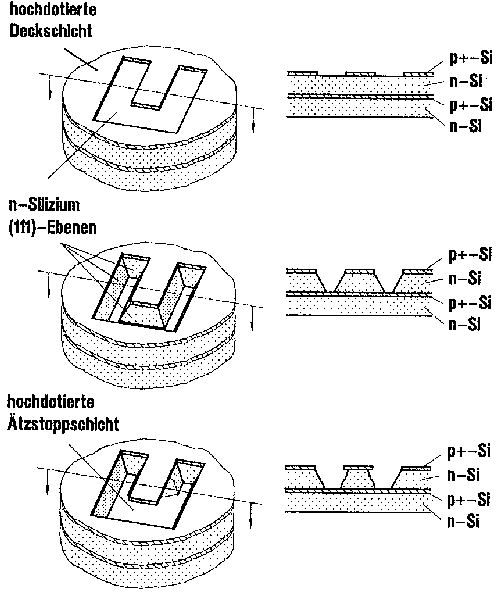 hochdotierte
Deckschicht
p+-Si
n-Si
p+-Si
n-Si
n-Silizium
(111)-Ebenen
p+-Si
n-Si
p+-Si
n-Si
hochdotierte
Ätzstoppschicht
p+-Si
n-Si
p+-Si
n-Si